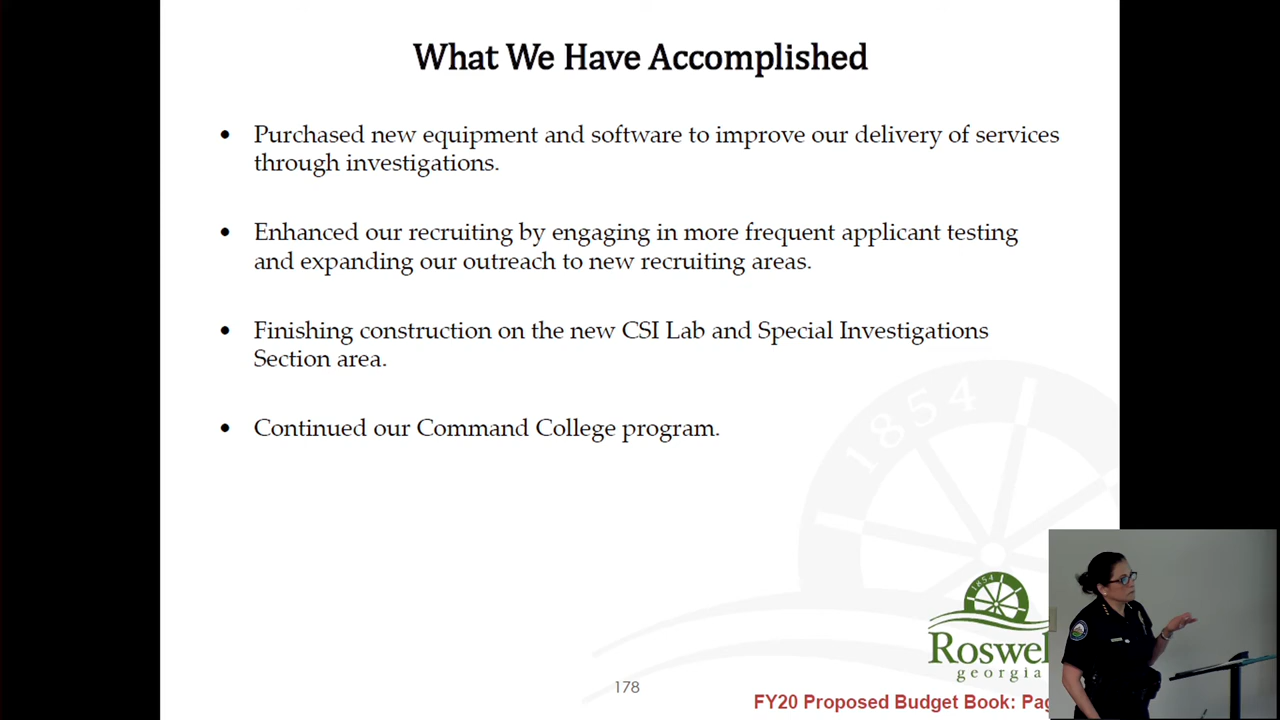 What We Have Accomplished
• Purchased new equipment and software to improve our delivery of services
through investigations.
• Enhanced our recruiting by engaging in more frequent applicant testing
and expanding our outreach to new recruiting areas.
• Finishing construction on the new CSI Lab and Special Investigations
Section area.
• Continued our Command College program.
1854
1854
Roswel
georgia
178
FY20 Proposed Budget Book: Pag